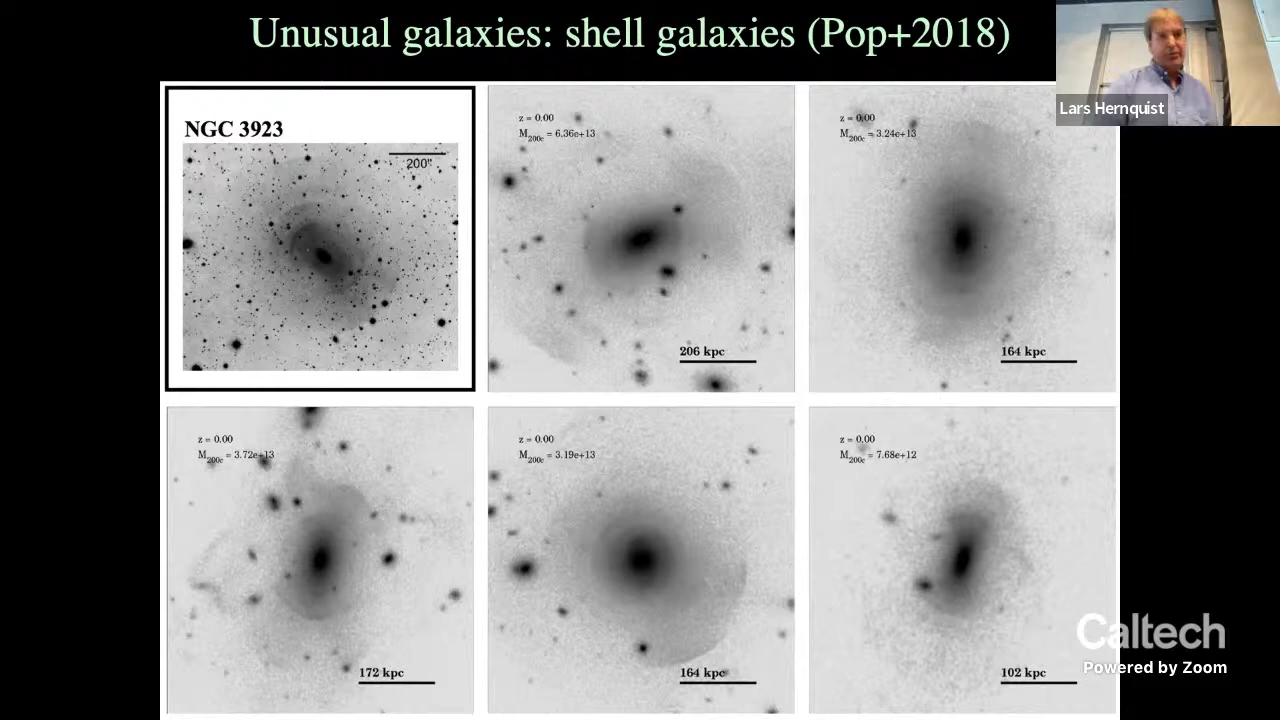 Unusual galaxies: shell galaxies (Pop+2018)
Lars Hernquist
NGC 3923
200"
z = 0.00
M200c = 6.36e+13
206 kpc
z = 0.00
M200c = 3.24e+13
164 kpc
z = 0.00
M200c = 3.72e+13
172 kpc
z = 0.00
M200c = 3.19e+13
164 kpc
z = 0.00
M200c = 7.68e+12
102 kpc
Caltech
Powered by Zoom